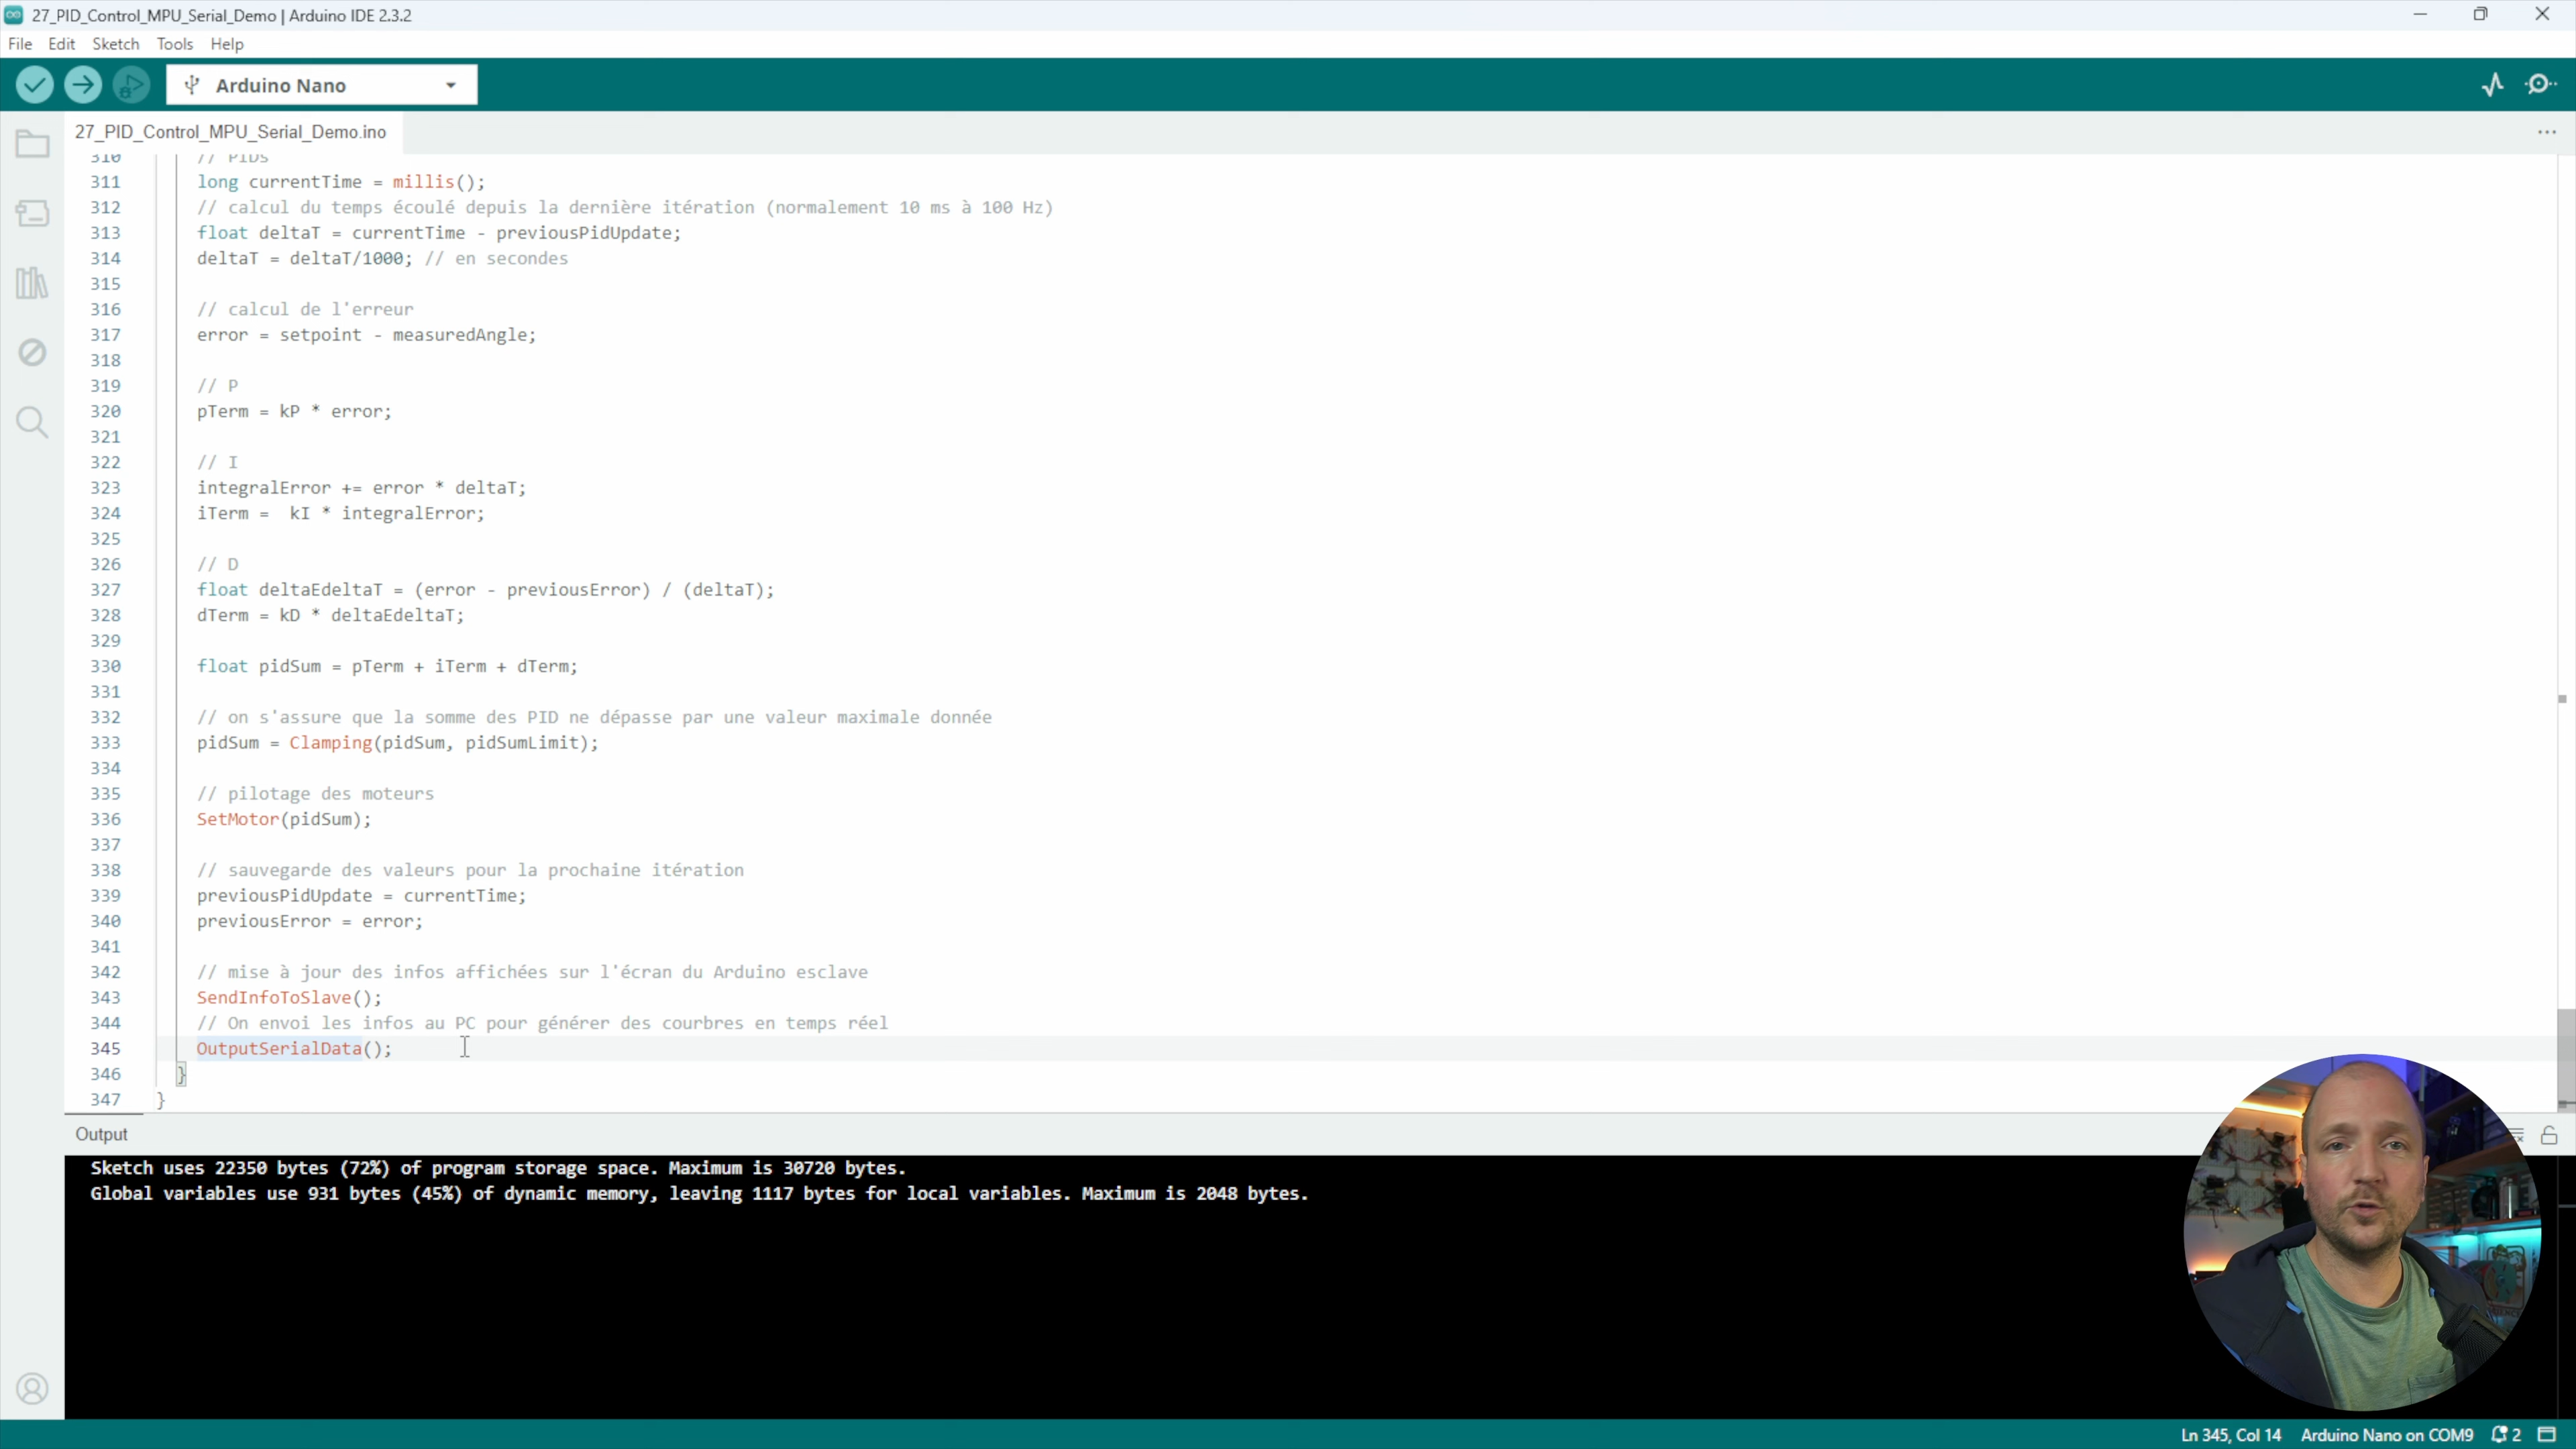 27_PID_Control_MPU_Serial_Demo | Arduino IDE 2.3.2
File Edit Sketch Tools Help
Arduino Nano
27_PID_Control_MPU_Serial_Demo.ino
310 // PIDs
311 long currentTime = millis();
312 // calcul du temps écoulé depuis la dernière itération (normalement 10 ms à 100 Hz)
313 float deltaT = currentTime - previousPidUpdate;
314 deltaT = deltaT/1000; // en secondes
315
316 // calcul de l'erreur
317 error = setpoint - measuredAngle;
318
319 // P
320 pTerm = kP * error;
321
322 // I
323 integralError += error * deltaT;
324 iTerm =  kI * integralError;
325
326 // D
327 float deltaEdeltaT = (error - previousError) / (deltaT);
328 dTerm = kD * deltaEdeltaT;
329
330 float pidSum = pTerm + iTerm + dTerm;
331
332 // on s'assure que la somme des PID ne dépasse par une valeur maximale donnée
333 pidSum = Clamping(pidSum, pidSumLimit);
334
335 // pilotage des moteurs
336 SetMotor(pidSum);
337
338 // sauvegarde des valeurs pour la prochaine itération
339 previousPidUpdate = currentTime;
340 previousError = error;
341
342 // mise à jour des infos affichées sur l'écran du Arduino esclave
343 SendInfoToSlave();
344 // On envoi les infos au PC pour générer des courbres en temps réel
345 OutputSerialData();
346 }
347 }
Output
Sketch uses 22350 bytes (72%) of program storage space. Maximum is 30720 bytes.
Global variables use 931 bytes (45%) of dynamic memory, leaving 1117 bytes for local variables. Maximum is 2048 bytes.
Ln 345, Col 14 Arduino Nano on COM9 2